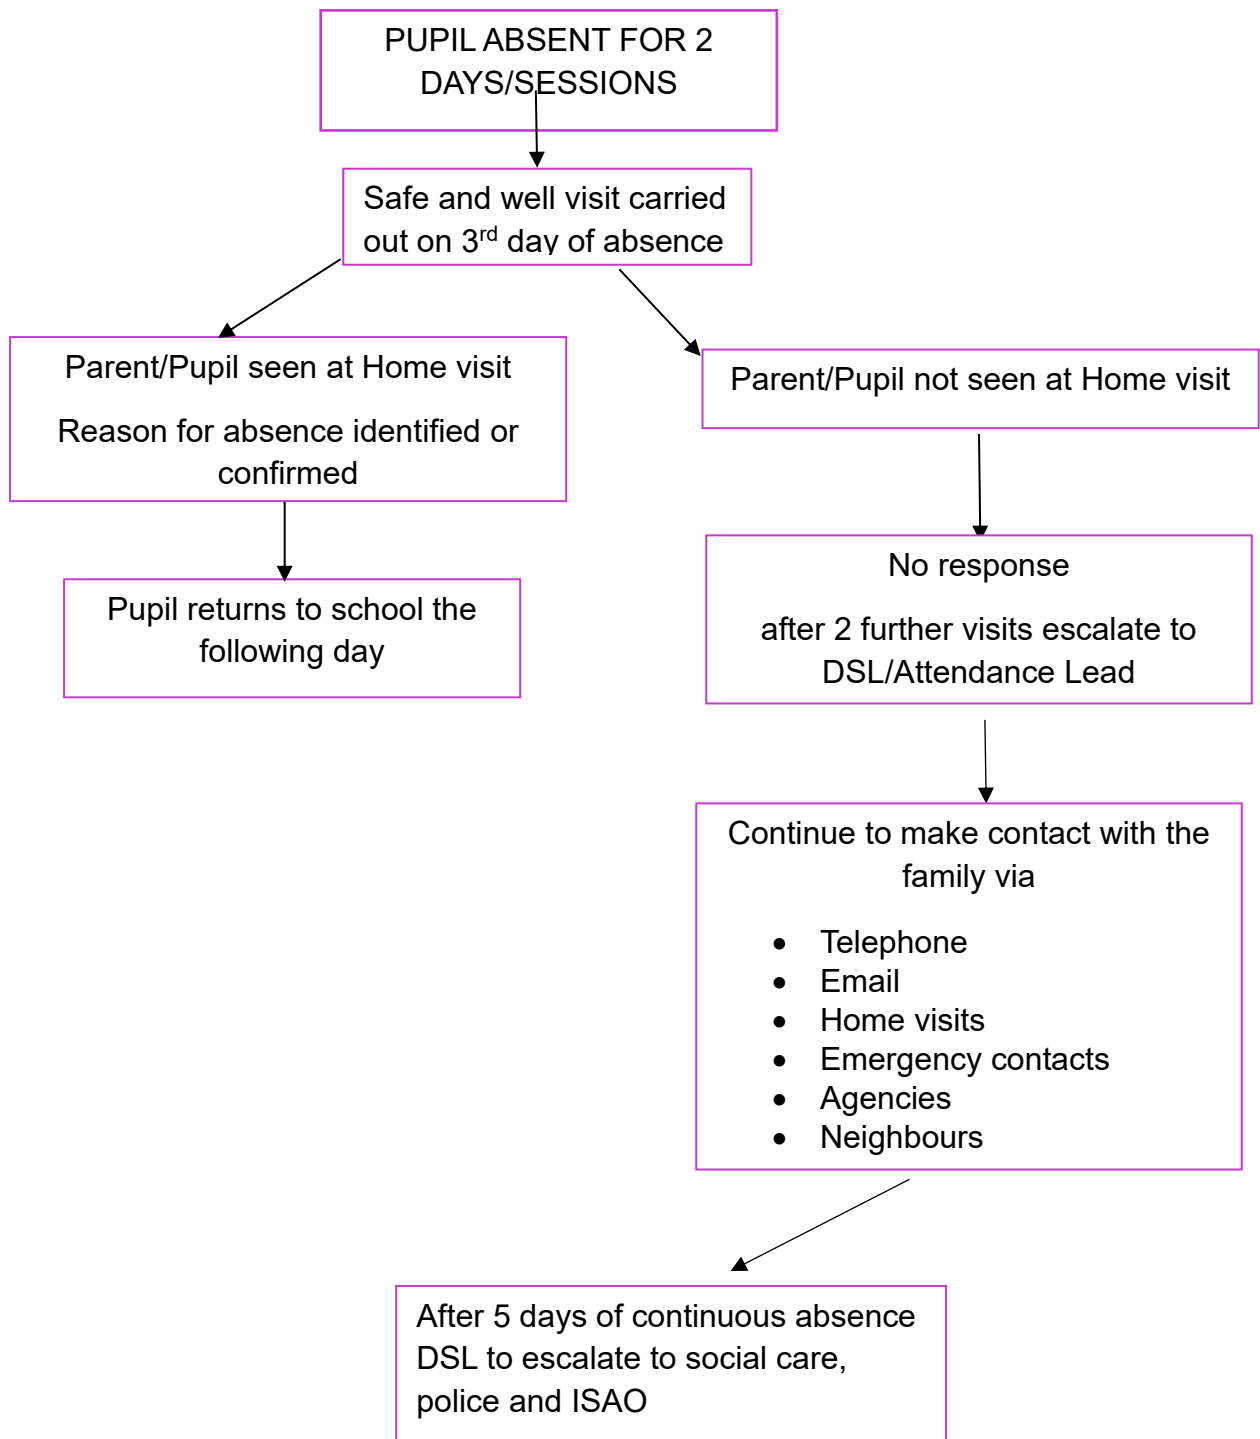 PUPIL ABSENT FOR 2
DAYS/SESSIONS
Safe and well visit carried
out on 3rd day of absence
Parent/Pupil seen at Home visit
Reason for absence identified or
confirmed
Parent/Pupil not seen at Home visit
Pupil returns to school the
following day
No response
after 2 further visits escalate to
DSL/Attendance Lead
Continue to make contact with the
family via
• Telephone
• Email
• Home visits
• Emergency contacts
• Agencies
• Neighbours
After 5 days of continuous absence
DSL to escalate to social care,
police and ISAO